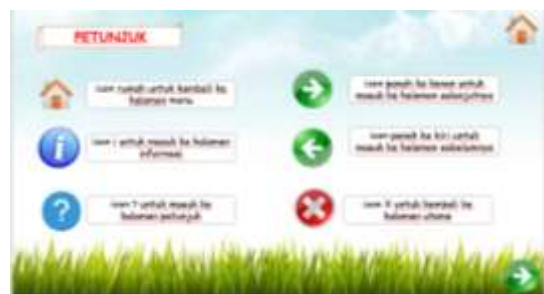 PETUNJUK
icon rumah untuk kembali ke
halaman menu
icon panah ke kanan untuk
masuk ke halaman selanjutnya
icon i untuk masuk ke halaman
informasi
icon panah ke kiri untuk
masuk ke halaman sebelumnya
icon ? untuk masuk ke
halaman petunjuk
icon X untuk kembali ke
halaman utama